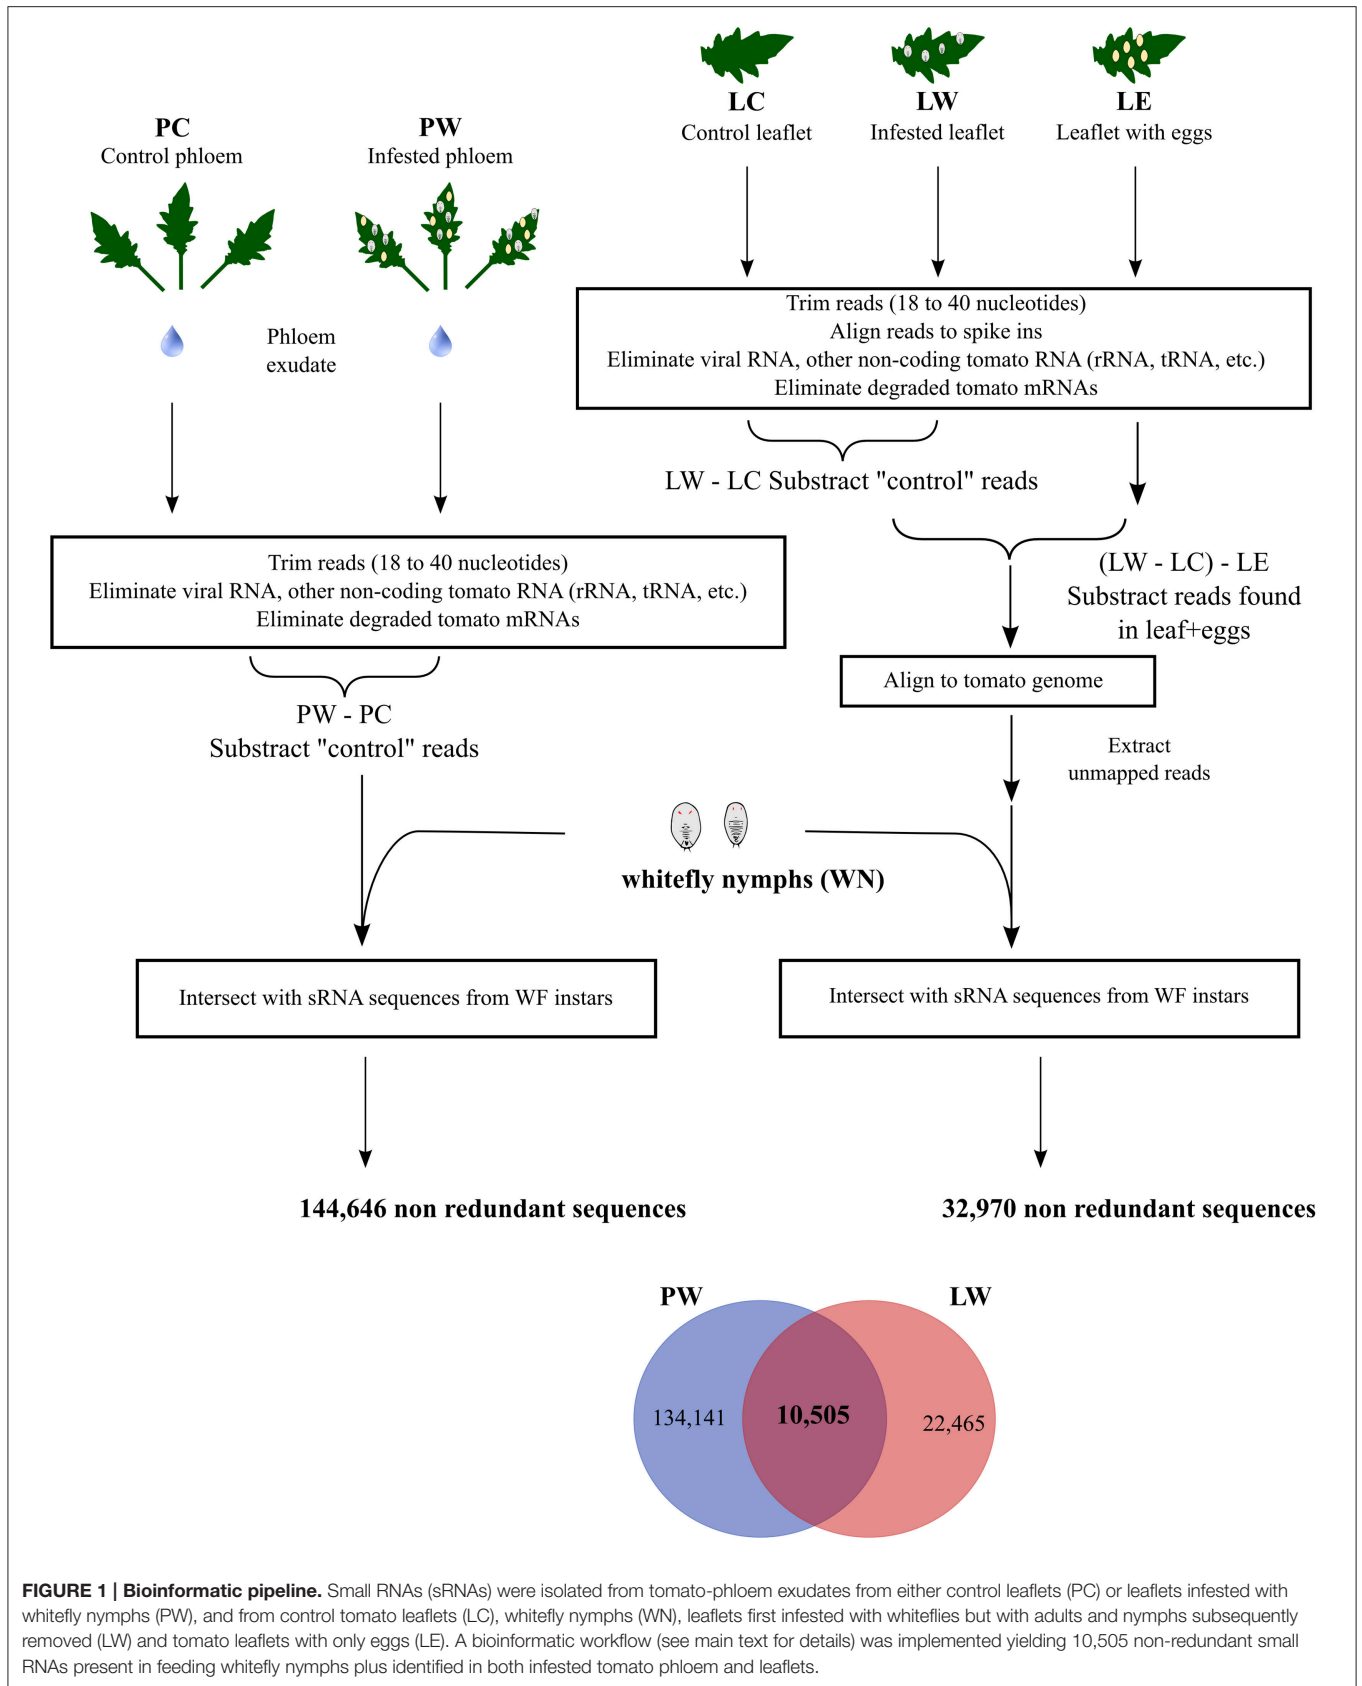 LC
Control leaflet
LW
Infested leaflet
LE
Leaflet with eggs
PC
Control phloem
PW
Infested phloem
Phloem
exudate
Trim reads (18 to 40 nucleotides)
Align reads to spike ins
Eliminate viral RNA, other non-coding tomato RNA (rRNA, tRNA, etc.)
Eliminate degraded tomato mRNAs
LW - LC Substract "control" reads
(LW - LC) - LE
Substract reads found
in leaf+eggs
Trim reads (18 to 40 nucleotides)
Eliminate viral RNA, other non-coding tomato RNA (rRNA, tRNA, etc.)
Eliminate degraded tomato mRNAs
PW - PC
Substract "control" reads
Align to tomato genome
Extract
unmapped reads
whitefly nymphs (WN)
Intersect with sRNA sequences from WF instars
Intersect with sRNA sequences from WF instars
144,646 non redundant sequences
32,970 non redundant sequences
PW
LW
134,141
10,505
22,465
FIGURE 1 | Bioinformatic pipeline. Small RNAs (sRNAs) were isolated from tomato-phloem exudates from either control leaflets (PC) or leaflets infested with
whitefly nymphs (PW), and from control tomato leaflets (LC), whitefly nymphs (WN), leaflets first infested with whiteflies but with adults and nymphs subsequently
removed (LW) and tomato leaflets with only eggs (LE). A bioinformatic workflow (see main text for details) was implemented yielding 10,505 non-redundant small
RNAs present in feeding whitefly nymphs plus identified in both infested tomato phloem and leaflets.